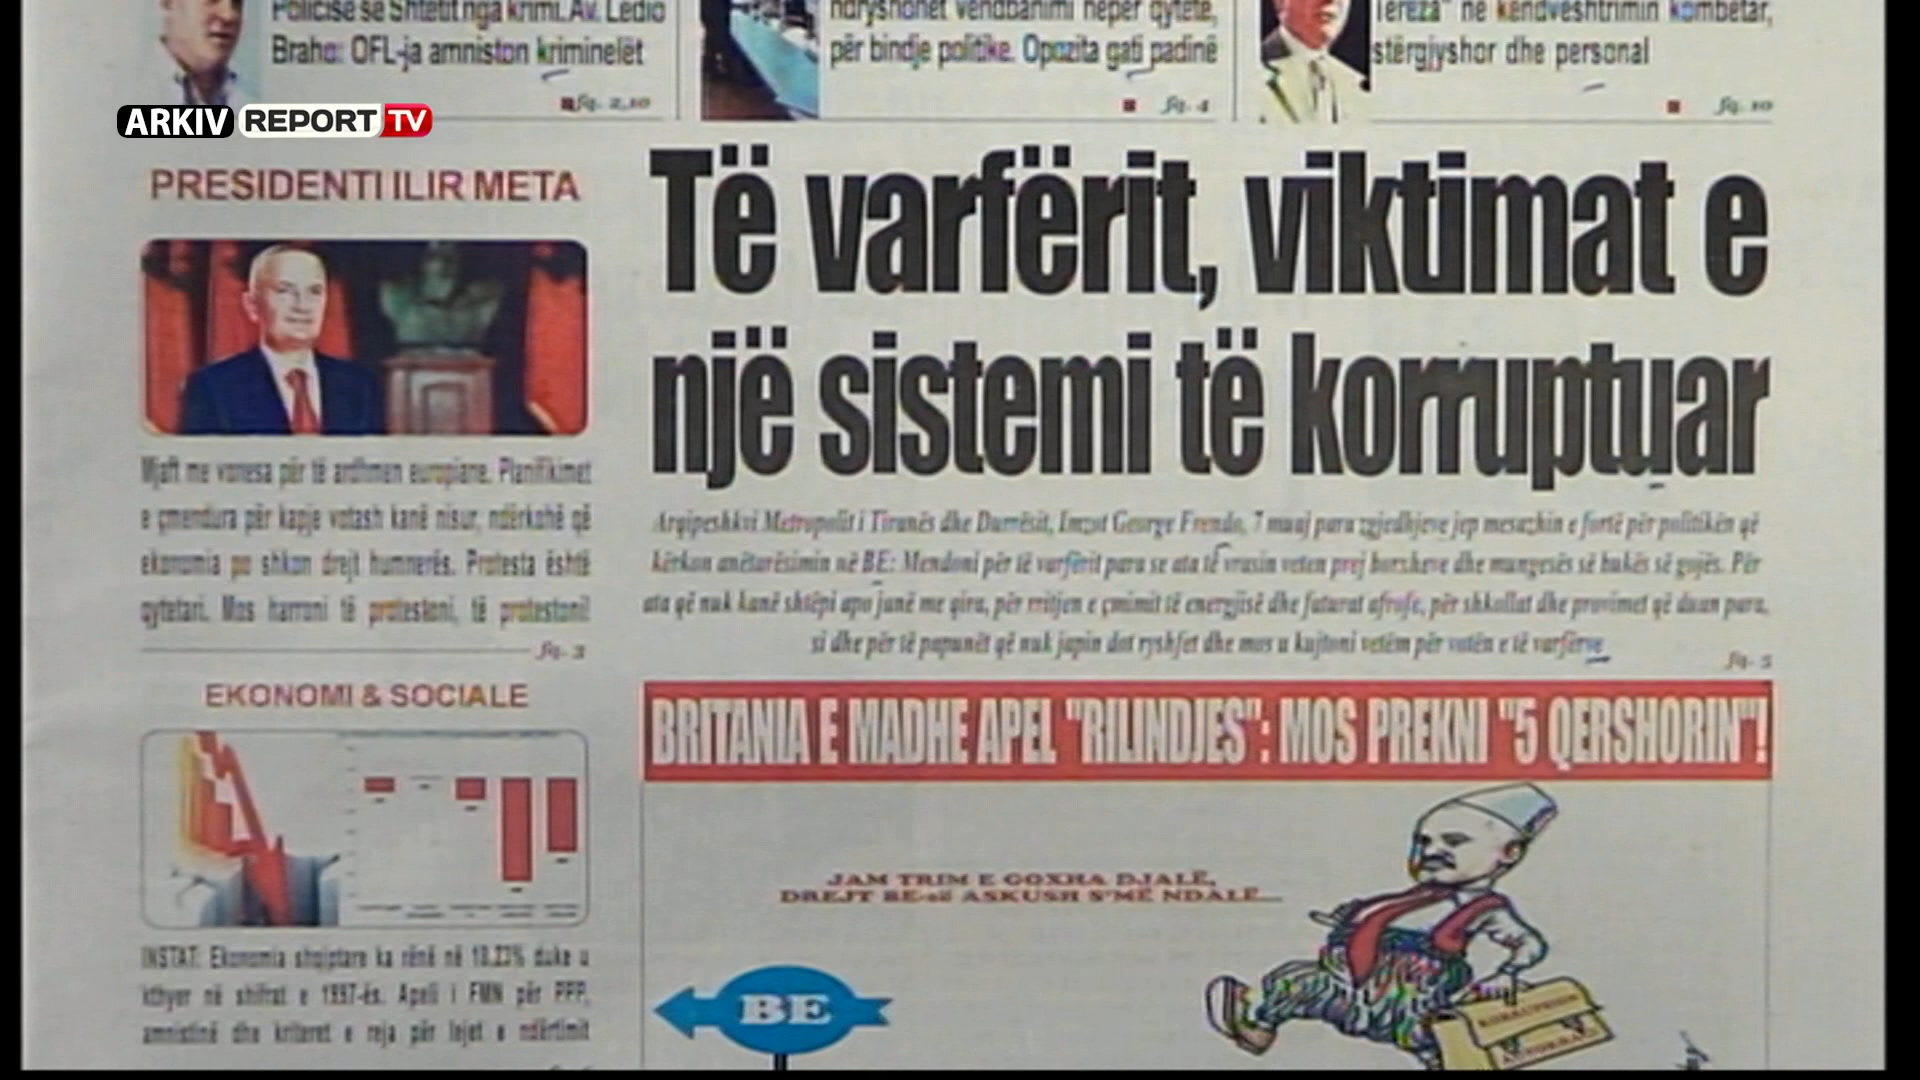 Policisë së Shtetit nga krimi. Av. Ledio
Braho: OFL-ja amniston kriminelët
fq. 2,10
ndryshohet vendbanimi nëpër qytete,
për bindje politike. Opozita gati padinë
fq. 4
Tereza" në këndvështrimin kombëtar,
stërgjyshor dhe personal
fq. 10
ARKIV REPORT TV
PRESIDENTI ILIR META
Mjaft me vonesa për të ardhmen europiane. Planifikimet
e çmendura për kapje votash kanë nisur, ndërkohë që
ekonomia po shkon drejt humnerës. Protesta është
qytetari. Mos harroni të protestoni, të protestoni!
fq. 3
EKONOMI & SOCIALE
INSTAT: Ekonomia shqiptare ka rënë në 10.23% duke u
kthyer në shifrat e 1997-ës. Apeli i FMN për PPP,
amnistinë dhe kriteret e reja për lejet e ndërtimit
Të varfërit, viktimat e
një sistemi të korruptuar
Arqipeshkvi Metropolit i Tiranës dhe Durrësit, Imzot George Frendo, 7 muaj para zgjedhjeve jep mesazhin e fortë për politikën që
kërkon anëtarësimin në BE: Mendoni për të varfërit para se ata të vrasin veten prej borxheve dhe mungesës së bukës së gojës. Për
ata që nuk kanë shtëpi apo janë me qira, për rritjen e çmimit të energjisë dhe faturat afrofe, për shkollat dhe provimet që duan para,
si dhe për të papunët që nuk japin dot ryshfet dhe mos u kujtoni vetëm për votën e të varfërve
fq. 5
BRITANIA E MADHE APEL "RILINDJES": MOS PREKNI "5 QERSHORIN"!
JAM TRIM E GOXHA DJALË,
DREJT BE-së ASKUSH S'MË NDALË...
BE
KORRUPSION